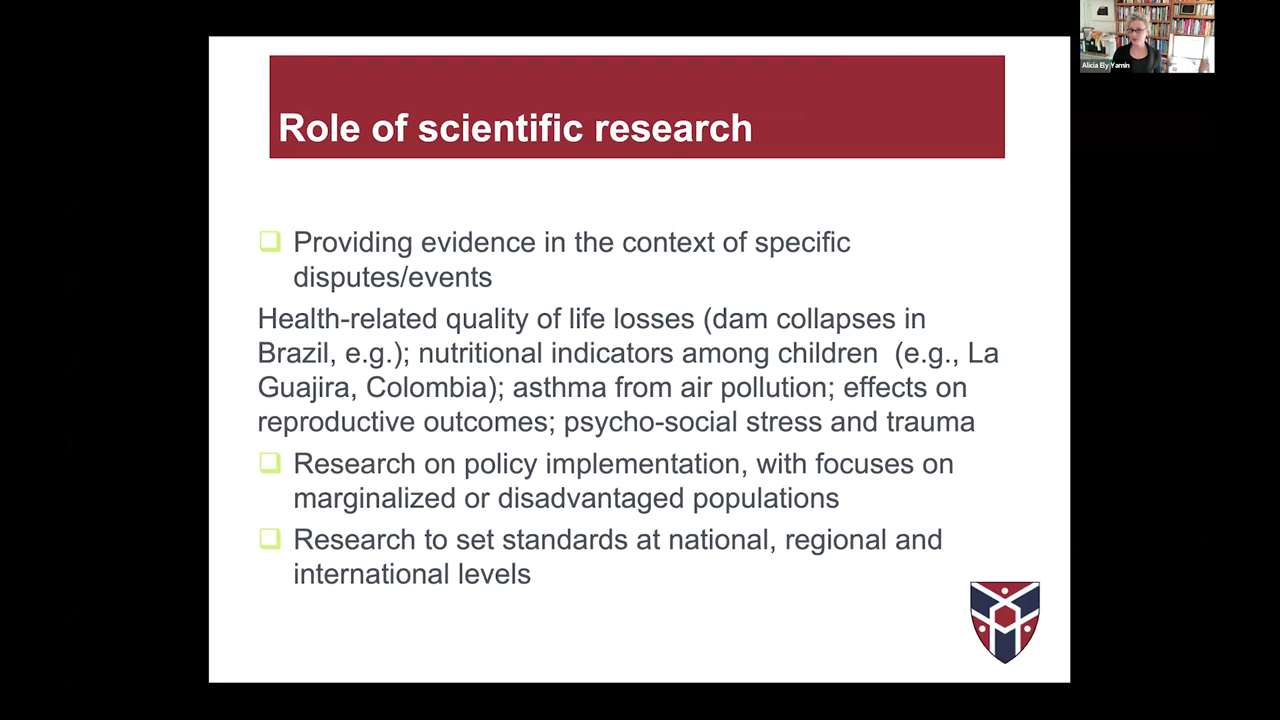 Alicia Ely Yamin
Role of scientific research
Providing evidence in the context of specific
disputes/events
Health-related quality of life losses (dam collapses in
Brazil, e.g.); nutritional indicators among children (e.g., La
Guajira, Colombia); asthma from air pollution; effects on
reproductive outcomes; psycho-social stress and trauma
Research on policy implementation, with focuses on
marginalized or disadvantaged populations
Research to set standards at national, regional and
international levels